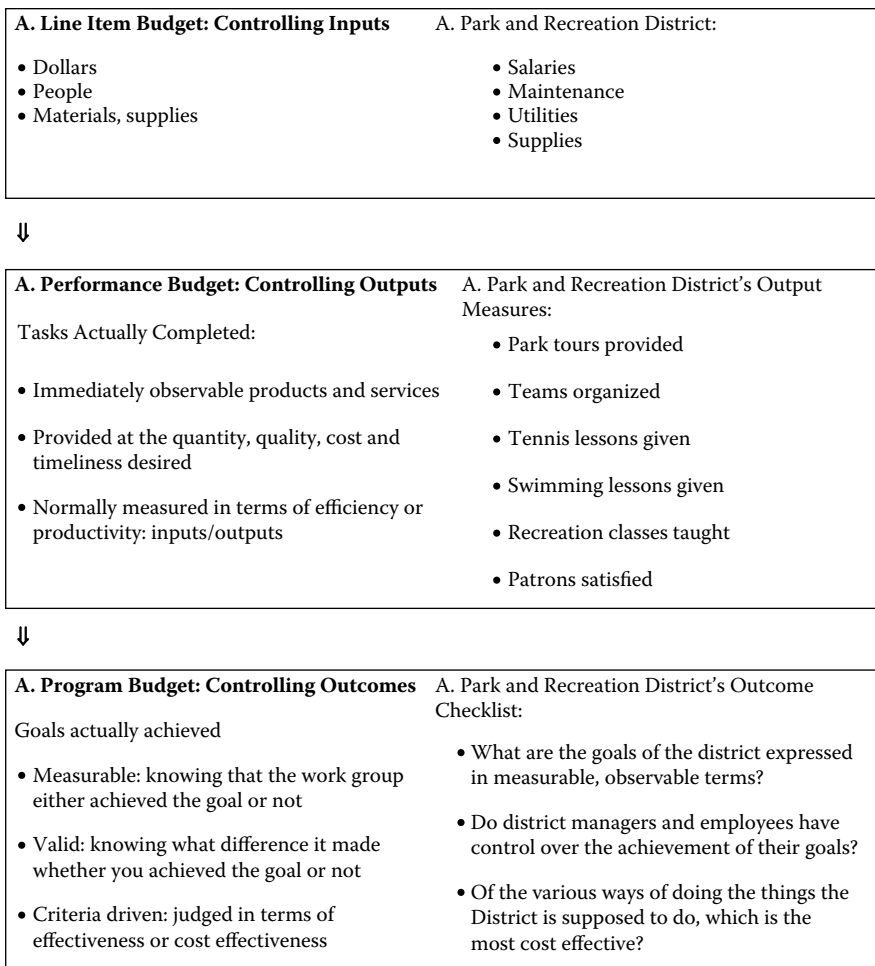 A. Line Item Budget: Controlling Inputs
• Dollars
• People
• Materials, supplies
A. Park and Recreation District:
• Salaries
• Maintenance
• Utilities
• Supplies
⇓
A. Performance Budget: Controlling Outputs
Tasks Actually Completed:
• Immediately observable products and services
• Provided at the quantity, quality, cost and
timeliness desired
• Normally measured in terms of efficiency or
productivity: inputs/outputs
A. Park and Recreation District’s Output
Measures:
• Park tours provided
• Teams organized
• Tennis lessons given
• Swimming lessons given
• Recreation classes taught
• Patrons satisfied
⇓
A. Program Budget: Controlling Outcomes
Goals actually achieved
• Measurable: knowing that the work group
either achieved the goal or not
• Valid: knowing what difference it made
whether you achieved the goal or not
• Criteria driven: judged in terms of
effectiveness or cost effectiveness
A. Park and Recreation District’s Outcome
Checklist:
• What are the goals of the district expressed
in measurable, observable terms?
• Do district managers and employees have
control over the achievement of their goals?
• Of the various ways of doing the things the
District is supposed to do, which is the
most cost effective?